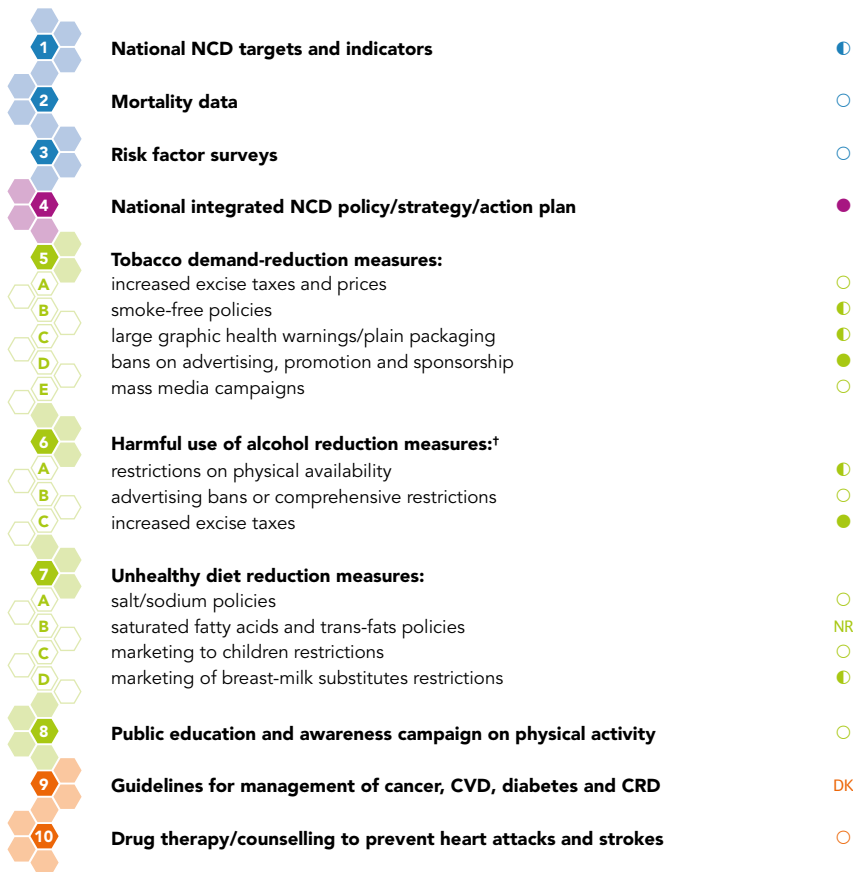 1 National NCD targets and indicators ◐
2 Mortality data ○
3 Risk factor surveys ○
4 National integrated NCD policy/strategy/action plan ●
5 Tobacco demand-reduction measures:
A increased excise taxes and prices ○
B smoke-free policies ◐
C large graphic health warnings/plain packaging ◐
D bans on advertising, promotion and sponsorship ●
E mass media campaigns ○
6 Harmful use of alcohol reduction measures:†
A restrictions on physical availability ◐
B advertising bans or comprehensive restrictions ○
C increased excise taxes ●
7 Unhealthy diet reduction measures:
A salt/sodium policies ○
B saturated fatty acids and trans-fats policies NR
C marketing to children restrictions ○
D marketing of breast-milk substitutes restrictions ◐
8 Public education and awareness campaign on physical activity ○
9 Guidelines for management of cancer, CVD, diabetes and CRD DK
10 Drug therapy/counselling to prevent heart attacks and strokes ○